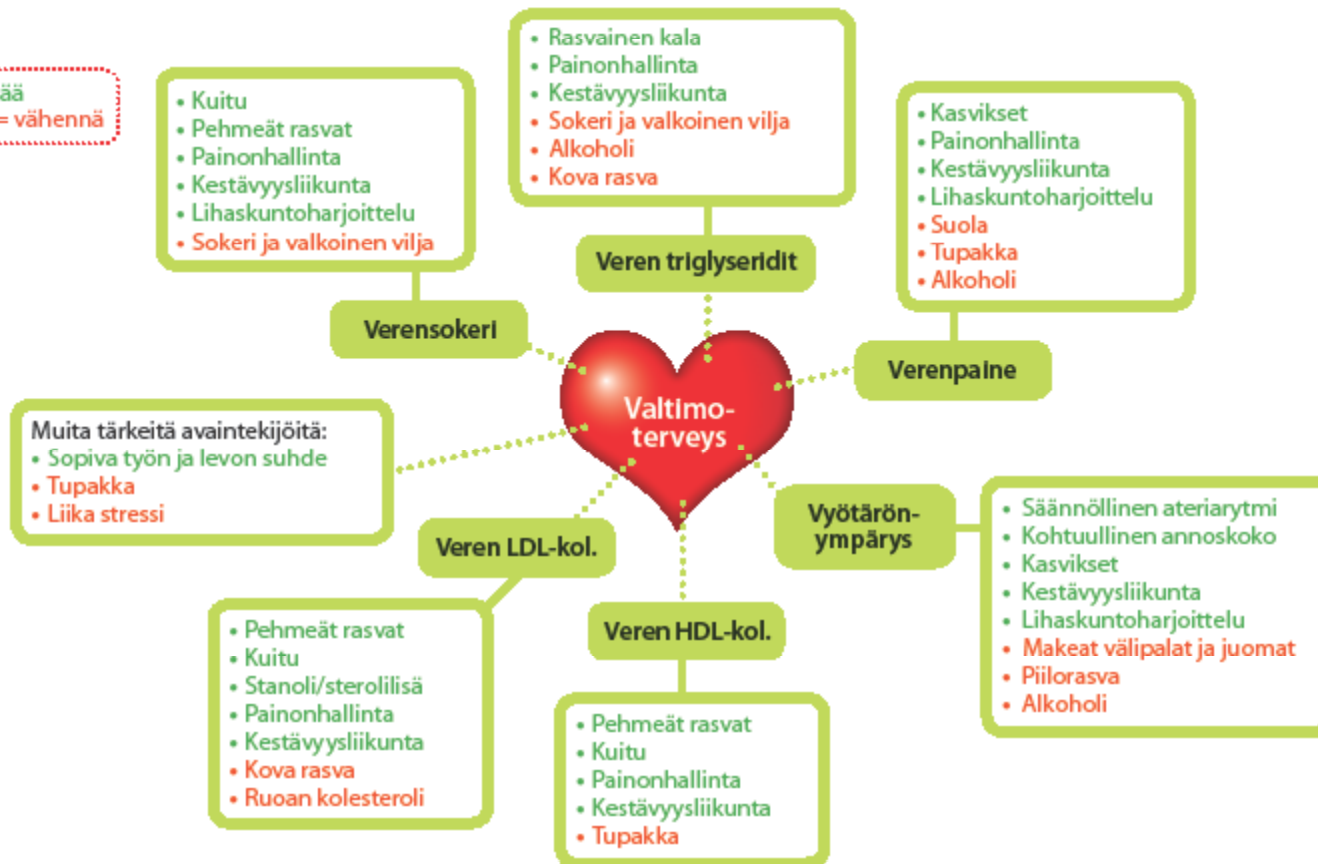 = vähennä
• Kuitu
• Pehmeät rasvat
• Painonhallinta
• Kestävyysliikunta
• Lihaskuntoharjoittelu
• Sokeri ja valkoinen vilja
Verensokeri
• Rasvainen kala
• Painonhallinta
• Kestävyysliikunta
• Sokeri ja valkoinen vilja
• Alkoholi
• Kova rasva
Veren triglyseridit
• Kasvikset
• Painonhallinta
• Kestävyysliikunta
• Lihaskuntoharjoittelu
• Suola
• Tupakka
• Alkoholi
Verenpaine
Valtimo-
terveys
Muita tärkeitä avaintekijöitä:
• Sopiva työn ja levon suhde
• Tupakka
• Liika stressi
Vyötärön-
ympärys
• Säännöllinen ateriarytmi
• Kohtuullinen annoskoko
• Kasvikset
• Kestävyysliikunta
• Lihaskuntoharjoittelu
• Makeat välipalat ja juomat
• Piilorasva
• Alkoholi
Veren LDL-kol.
• Pehmeät rasvat
• Kuitu
• Stanoli/sterolilisä
• Painonhallinta
• Kestävyysliikunta
• Kova rasva
• Ruoan kolesteroli
Veren HDL-kol.
• Pehmeät rasvat
• Kuitu
• Painonhallinta
• Kestävyysliikunta
• Tupakka